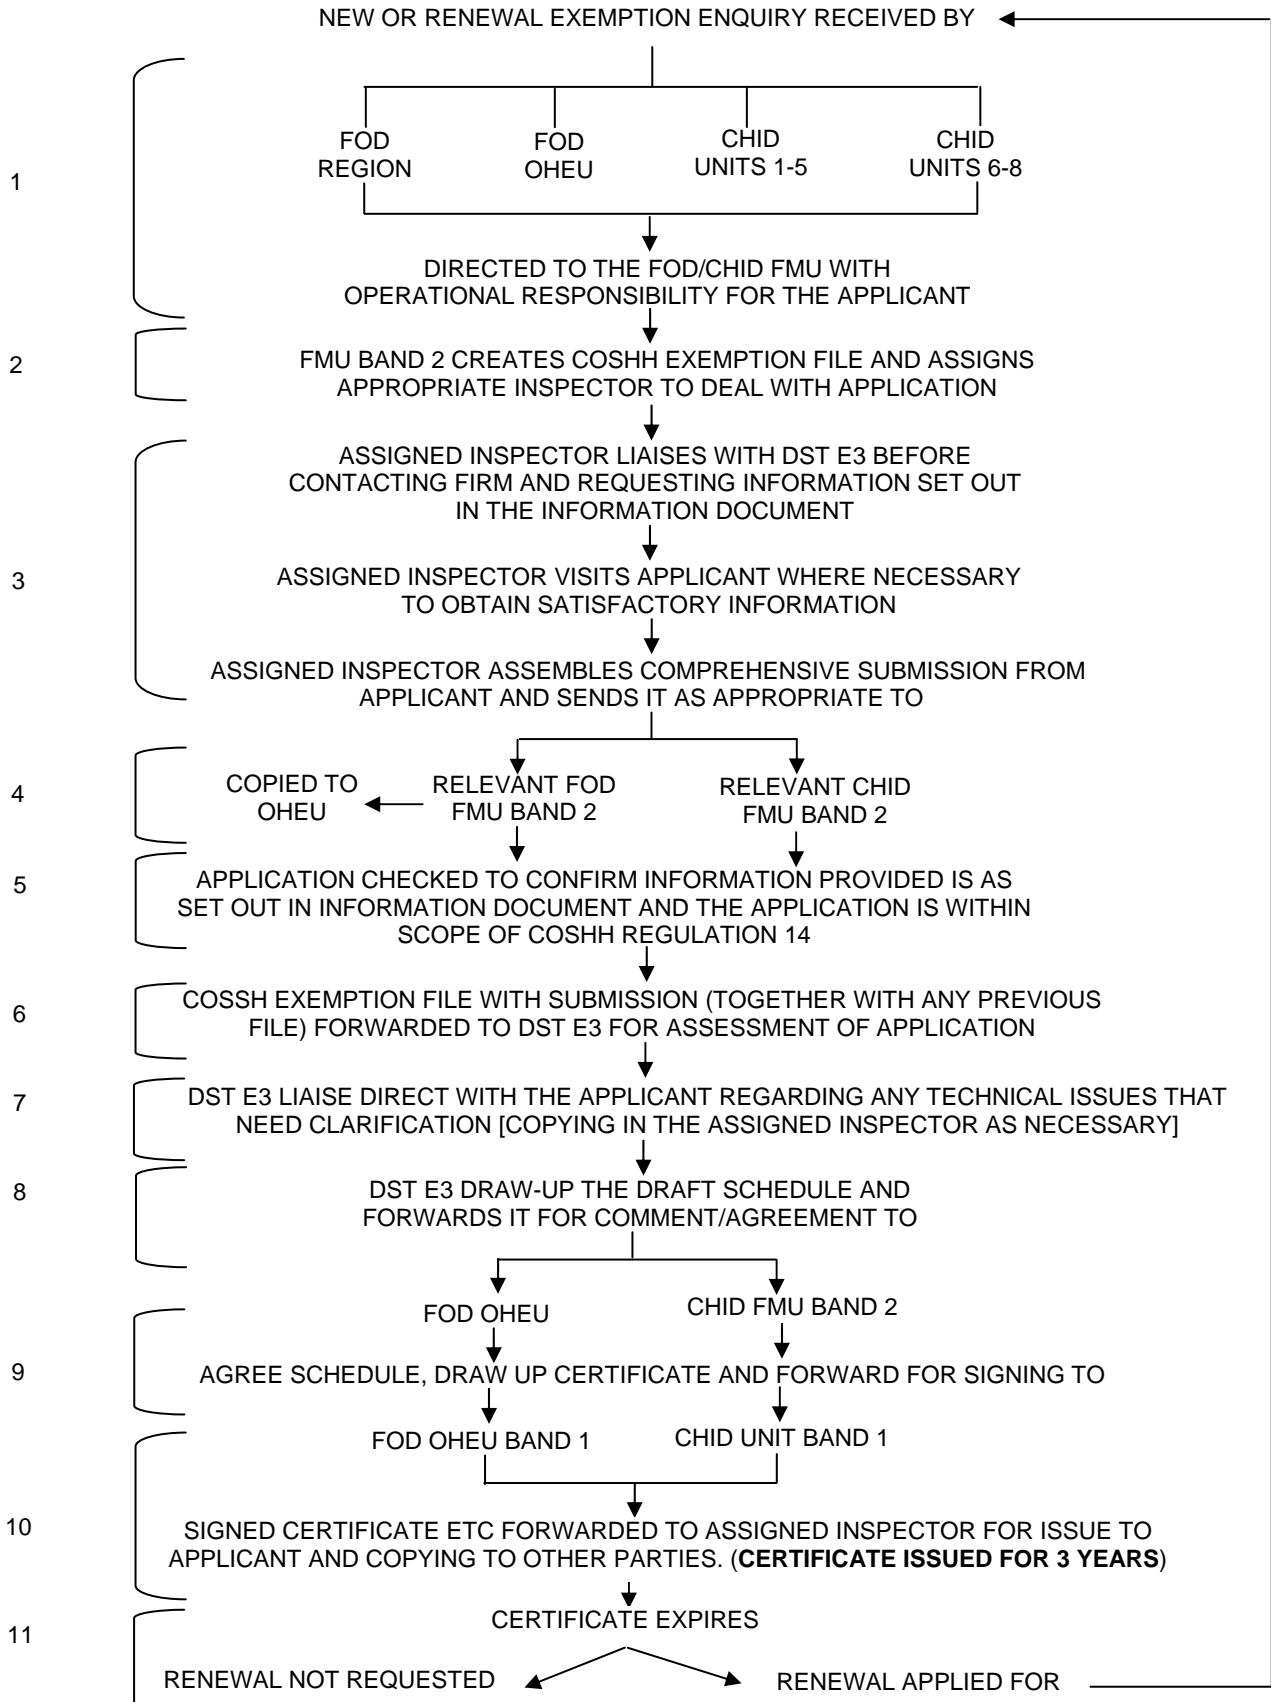 NEW OR RENEWAL EXEMPTION ENQUIRY RECEIVED BY
1
FOD
REGION
FOD
OHEU
CHID
UNITS 1-5
CHID
UNITS 6-8
DIRECTED TO THE FOD/CHID FMU WITH
OPERATIONAL RESPONSIBILITY FOR THE APPLICANT
2
FMU BAND 2 CREATES COSHH EXEMPTION FILE AND ASSIGNS
APPROPRIATE INSPECTOR TO DEAL WITH APPLICATION
3
ASSIGNED INSPECTOR LIAISES WITH DST E3 BEFORE
CONTACTING FIRM AND REQUESTING INFORMATION SET OUT
IN THE INFORMATION DOCUMENT
ASSIGNED INSPECTOR VISITS APPLICANT WHERE NECESSARY
TO OBTAIN SATISFACTORY INFORMATION
ASSIGNED INSPECTOR ASSEMBLES COMPREHENSIVE SUBMISSION FROM
APPLICANT AND SENDS IT AS APPROPRIATE TO
4
COPIED TO
OHEU
RELEVANT FOD
FMU BAND 2
RELEVANT CHID
FMU BAND 2
5
APPLICATION CHECKED TO CONFIRM INFORMATION PROVIDED IS AS
SET OUT IN INFORMATION DOCUMENT AND THE APPLICATION IS WITHIN
SCOPE OF COSHH REGULATION 14
6
COSSH EXEMPTION FILE WITH SUBMISSION (TOGETHER WITH ANY PREVIOUS
FILE) FORWARDED TO DST E3 FOR ASSESSMENT OF APPLICATION
7
DST E3 LIAISE DIRECT WITH THE APPLICANT REGARDING ANY TECHNICAL ISSUES THAT
NEED CLARIFICATION [COPYING IN THE ASSIGNED INSPECTOR AS NECESSARY]
8
DST E3 DRAW-UP THE DRAFT SCHEDULE AND
FORWARDS IT FOR COMMENT/AGREEMENT TO
FOD OHEU
CHID FMU BAND 2
9
AGREE SCHEDULE, DRAW UP CERTIFICATE AND FORWARD FOR SIGNING TO
FOD OHEU BAND 1
CHID UNIT BAND 1
10
SIGNED CERTIFICATE ETC FORWARDED TO ASSIGNED INSPECTOR FOR ISSUE TO
APPLICANT AND COPYING TO OTHER PARTIES. (CERTIFICATE ISSUED FOR 3 YEARS)
11
CERTIFICATE EXPIRES
RENEWAL NOT REQUESTED
RENEWAL APPLIED FOR